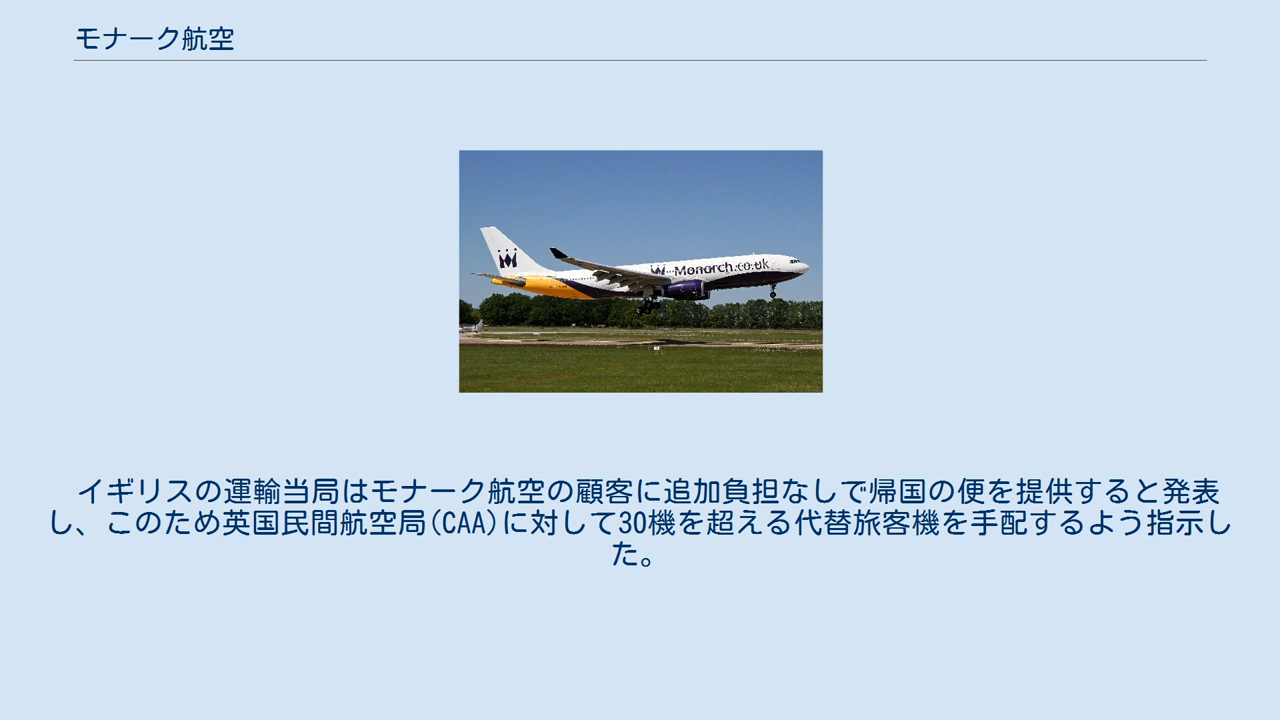 モナーク航空
Monarch.co.uk
イギリスの運輸当局はモナーク航空の顧客に追加負担なしで帰国の便を提供すると発表
し、このため英国民間航空局(CAA)に対して30機を超える代替旅客機を手配するよう指示し
た。